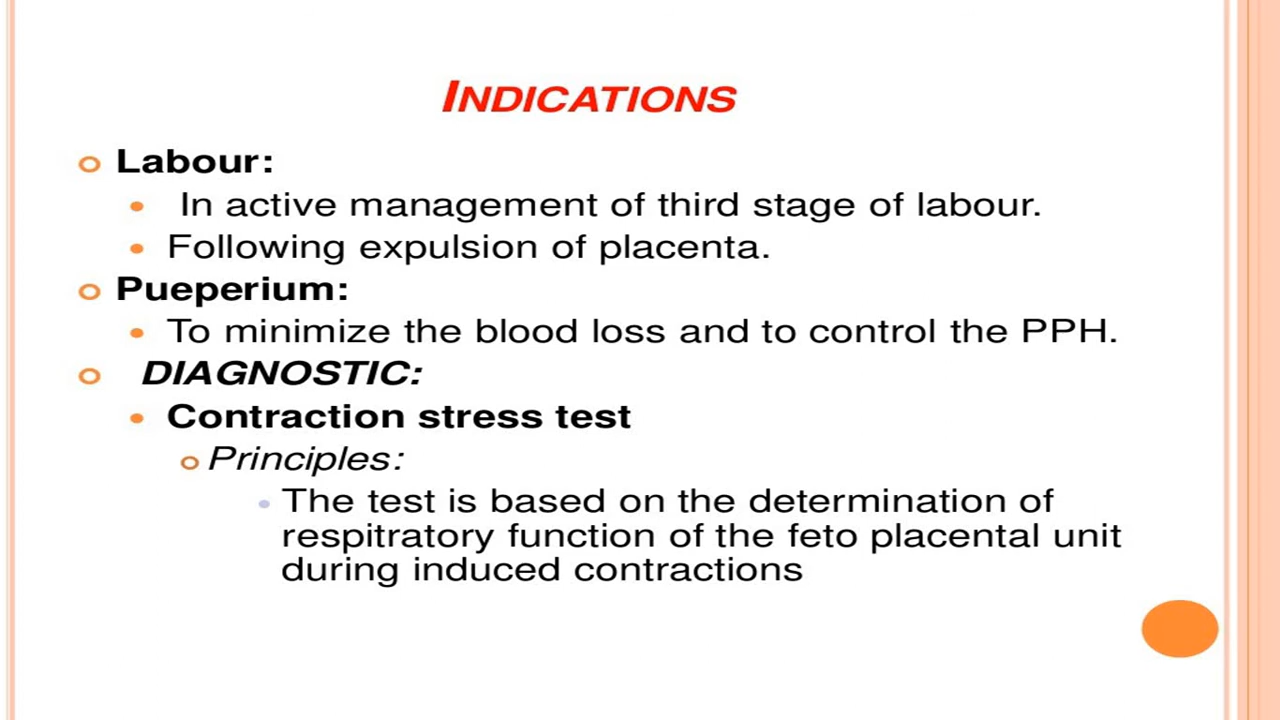 INDICATIONS
Labour:
In active management of third stage of labour.
Following expulsion of placenta.
Pueperium:
To minimize the blood loss and to control the PPH.
DIAGNOSTIC:
Contraction stress test
Principles:
The test is based on the determination of
respitratory function of the feto placental unit
during induced contractions